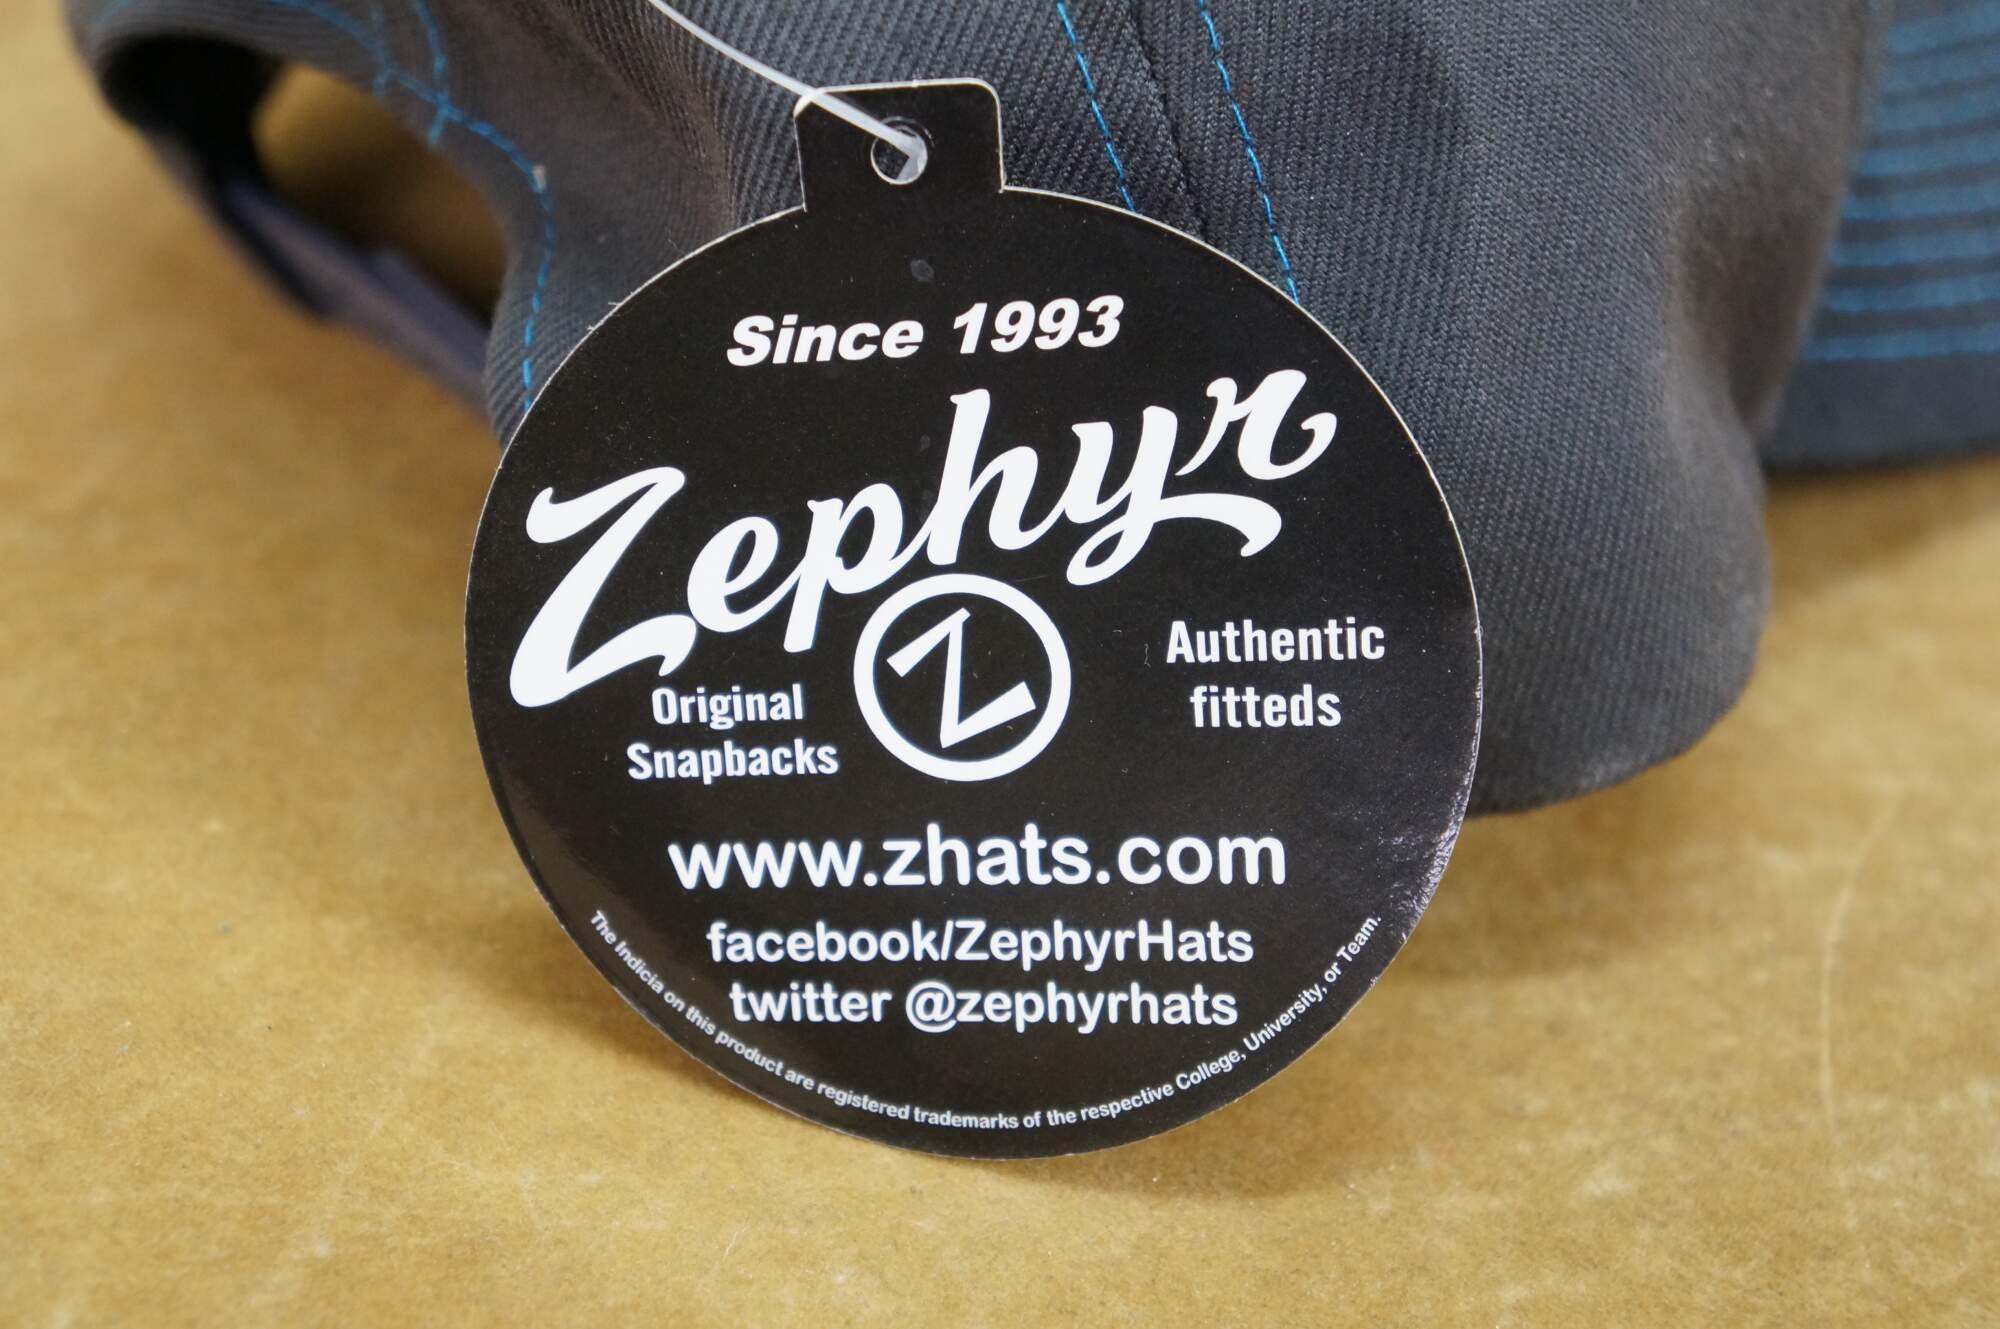 Since 1993
Zephyr
Z
Original
Snapbacks
Authentic
fitteds
www.zhats.com
facebook/ZephyrHats
twitter @zephyrhats
The Indicia on this product are registered trademarks of the respective College, University, or Team.